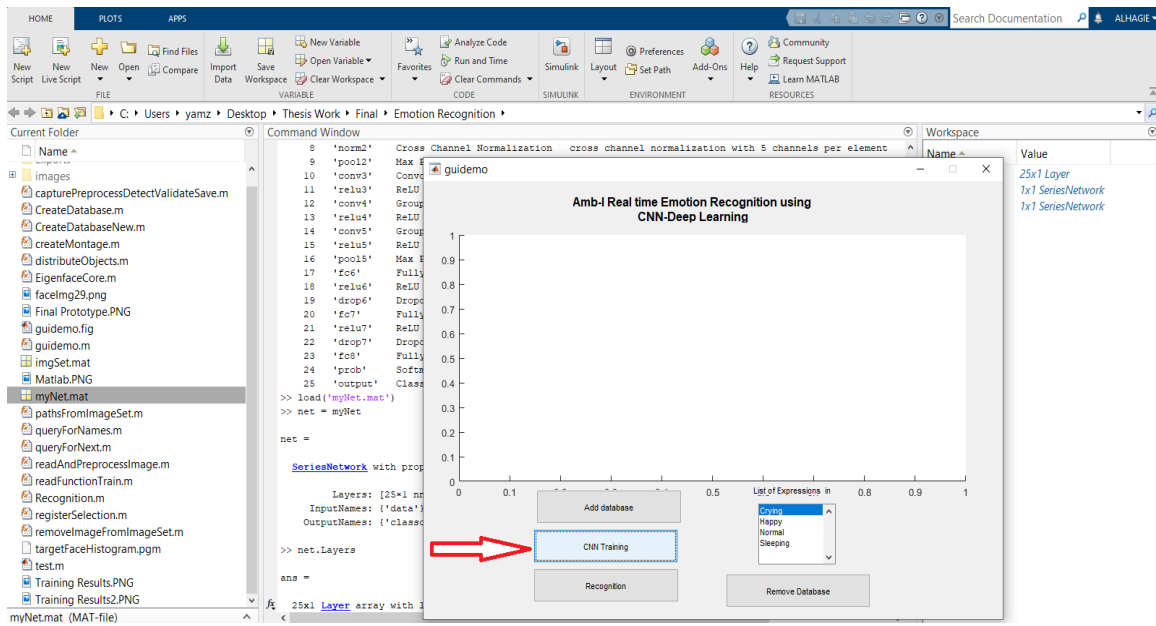 HOME PLOTS APPS
Search Documentation ALHAGIE
New Script
New Live Script
New
Open
Find Files
Compare
Import Data
Save Workspace
New Variable
Open Variable
Clear Workspace
Favorites
Analyze Code
Run and Time
Clear Commands
Simulink
Layout
Preferences
Set Path
Add-Ons
Help
Community
Request Support
Learn MATLAB
FILE VARIABLE CODE SIMULINK ENVIRONMENT RESOURCES
C: Users yamz Desktop Thesis Work Final Emotion Recognition
Current Folder
Name
images
capturePreprocessDetectValidateSave.m
CreateDatabase.m
CreateDatabaseNew.m
createMontage.m
distributeObjects.m
EigenfaceCore.m
faceImg29.png
Final Prototype.PNG
guidemo.fig
guidemo.m
imgSet.mat
Matlab.PNG
myNet.mat
pathsFromImageSet.m
queryForNames.m
queryForNext.m
readAndPreprocessImage.m
readFunctionTrain.m
Recognition.m
registerSelection.m
removeImageFromImageSet.m
targetFaceHistogram.pgm
test.m
Training Results.PNG
Training Results2.PNG
myNet.mat (MAT-file)
Command Window
8 'norm2' Cross Channel Normalization cross channel normalization with 5 channels per element
9 'pool2' Max
10 'conv3'
11 'relu3' ReLU
12 'conv4' Group
13 'relu4' ReLU
14 'conv5' Group
15 'relu5' ReLU
16 'pool5' Max
17 'fc6' Fully
18 'relu6' ReLU
19 'drop6'
20 'fc7' Fully
21 'relu7' ReLU
22 'drop7'
23 'fc8' Fully
24 'prob'
25 'output' Class
>> load('myNet.mat')
>> net = myNet
net =
SeriesNetwork with prop
Layers: [25×1 nn
InputNames: {'data'}
OutputNames: {'classo
>> net.Layers
ans =
fx 25x1 Layer array with l
guidemo
Amb-I Real time Emotion Recognition using
CNN-Deep Learning
1
0.9
0.8
0.7
0.6
0.5
0.4
0.3
0.2
0.1
0
0 0.1 0.5 0.8 0.9 1
List of Expressions in
Add database
Crying
Happy
Normal
Sleeping
CNN Training
Recognition
Remove Database
Workspace
Name Value
25x1 Layer
1x1 SeriesNetwork
1x1 SeriesNetwork